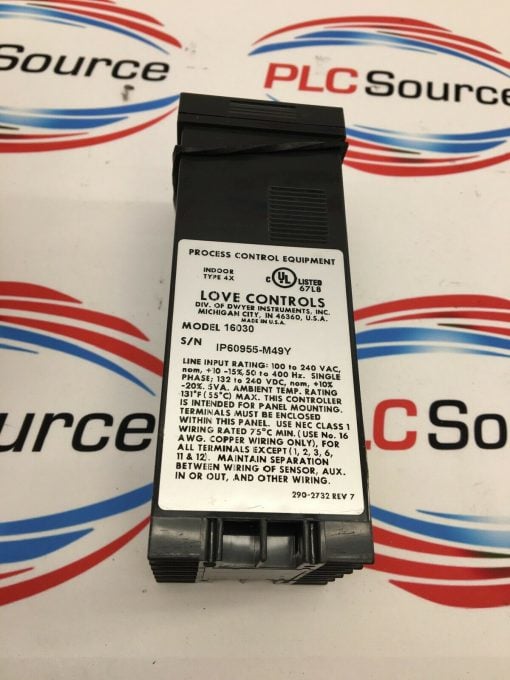 PLC Source
PLC Source
PROCESS CONTROL EQUIPMENT
INDOOR
TYPE 4X
C UL LISTED
67L8
LOVE CONTROLS
DIV. OF DWYER INSTRUMENTS, INC.
MICHIGAN CITY, IN 46360, U.S.A.
MADE IN U.S.A.
MODEL 16030
S/N IP60955-M49Y
LINE INPUT RATING: 100 to 240 VAC,
nom, +10 -15%, 50 to 400 Hz. SINGLE
PHASE; 132 to 240 VDC, nom, +10%
-20%. 5VA. AMBIENT TEMP. RATING
131°F (55°C) MAX. THIS CONTROLLER
IS INTENDED FOR PANEL MOUNTING.
TERMINALS MUST BE ENCLOSED
WITHIN THIS PANEL. USE NEC CLASS 1
WIRING RATED 75°C MIN. (USE No. 16
AWG. COPPER WIRING ONLY), FOR
ALL TERMINALS EXCEPT (1, 2, 3, 6,
11 & 12). MAINTAIN SEPARATION
BETWEEN WIRING OF SENSOR, AUX.
IN OR OUT, AND OTHER WIRING.
290-2732 REV 7
Source
PLC Source